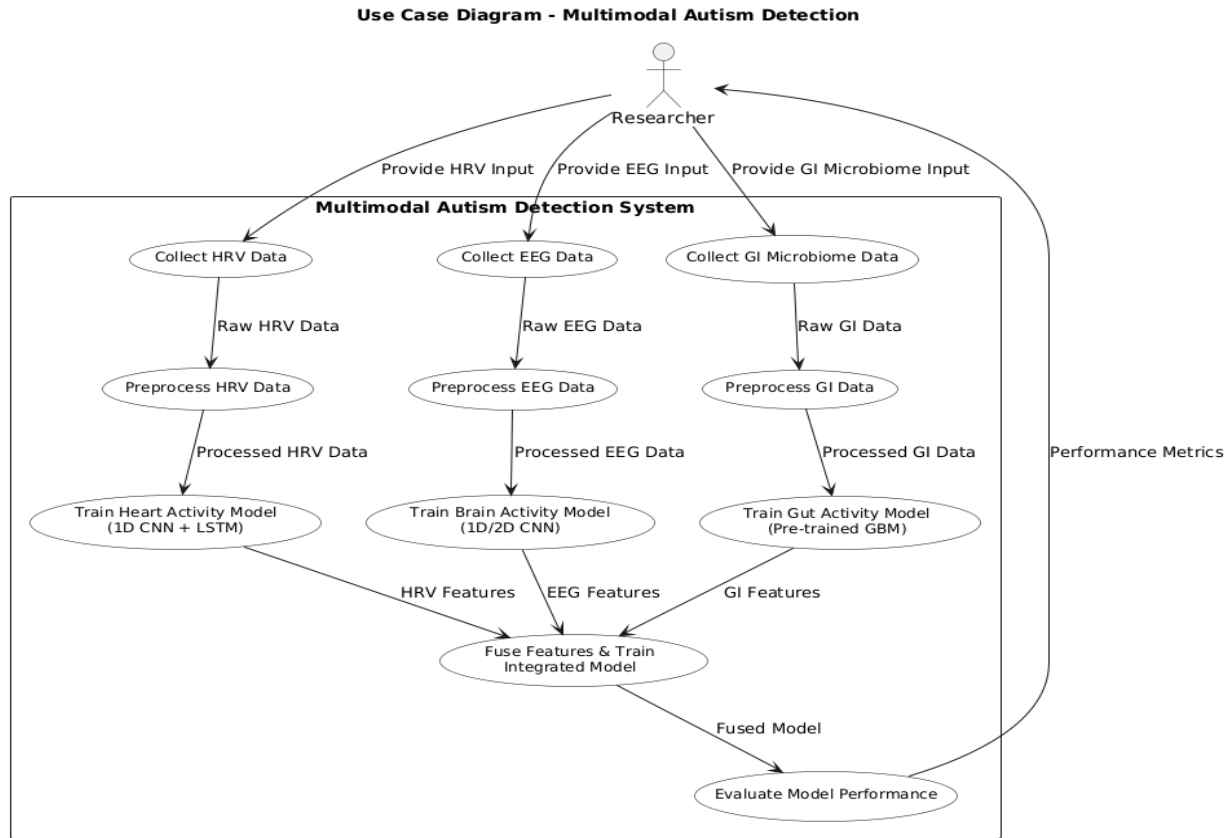 Use Case Diagram - Multimodal Autism Detection
Researcher
Provide HRV Input
Provide EEG Input
Provide GI Microbiome Input
Multimodal Autism Detection System
Collect HRV Data
Collect EEG Data
Collect GI Microbiome Data
Raw HRV Data
Raw EEG Data
Raw GI Data
Preprocess HRV Data
Preprocess EEG Data
Preprocess GI Data
Processed HRV Data
Processed EEG Data
Processed GI Data
Performance Metrics
Train Heart Activity Model
(1D CNN + LSTM)
Train Brain Activity Model
(1D/2D CNN)
Train Gut Activity Model
(Pre-trained GBM)
HRV Features
EEG Features
GI Features
Fuse Features & Train
Integrated Model
Fused Model
Evaluate Model Performance